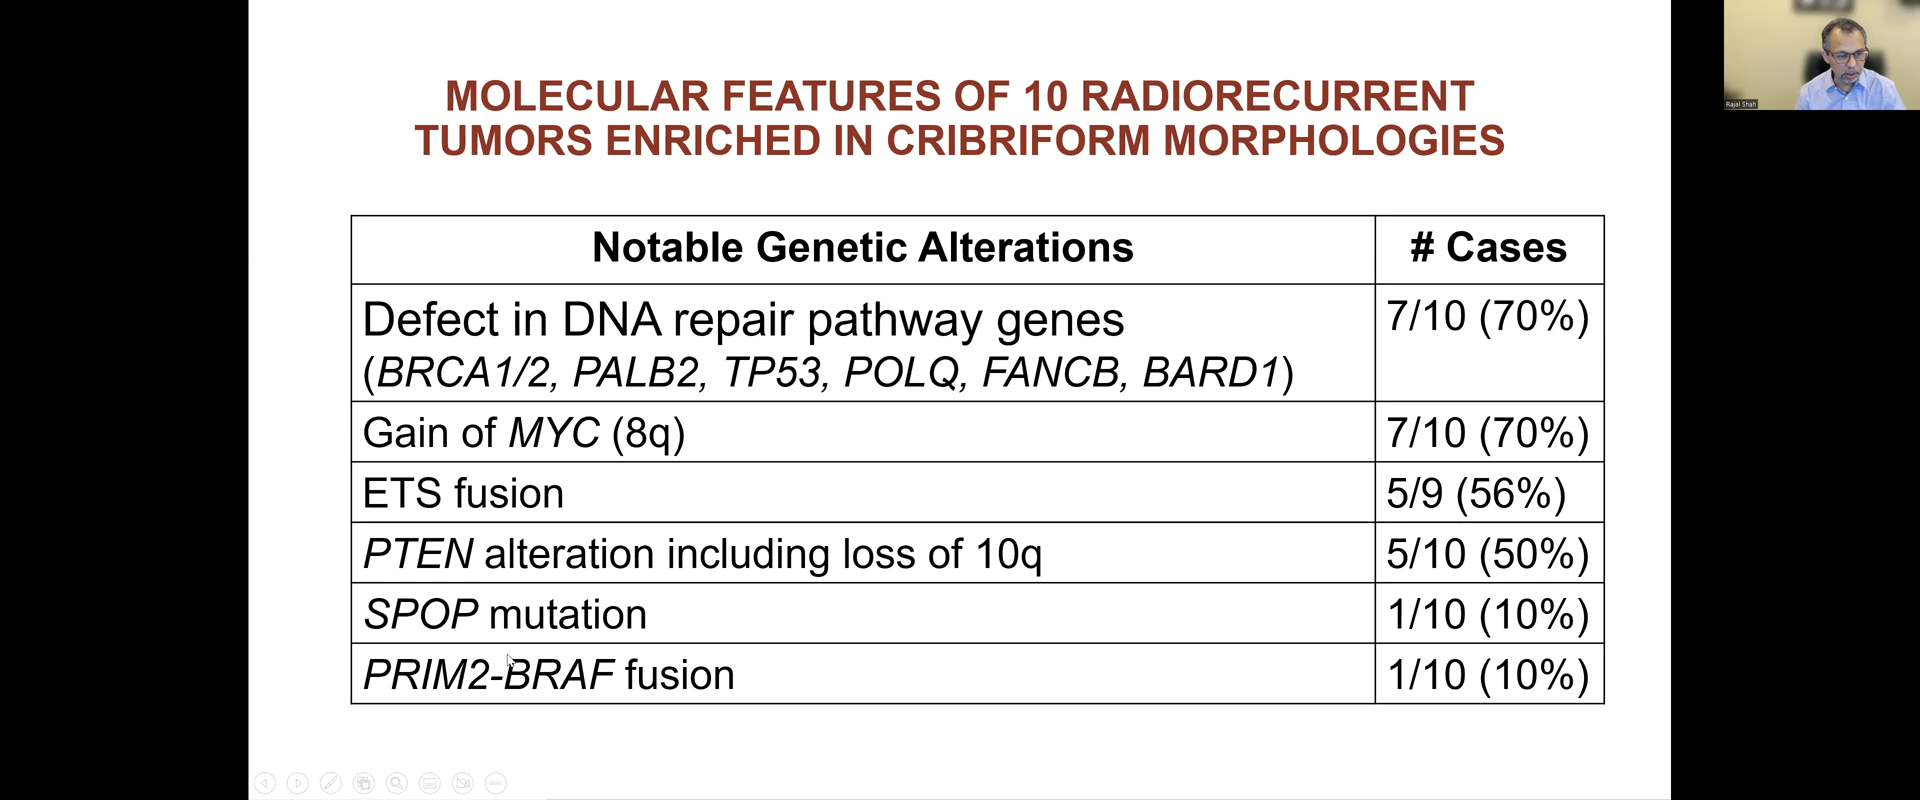 MOLECULAR FEATURES OF 10 RADIORECURRENT
TUMORS ENRICHED IN CRIBRIFORM MORPHOLOGIES
Notable Genetic Alterations # Cases
Defect in DNA repair pathway genes 7/10 (70%)
(BRCA1/2, PALB2, TP53, POLQ, FANCB, BARD1)
Gain of MYC (8q) 7/10 (70%)
ETS fusion 5/9 (56%)
PTEN alteration including loss of 10q 5/10 (50%)
SPOP mutation 1/10 (10%)
PRIM2-BRAF fusion 1/10 (10%)
Rajal Shah